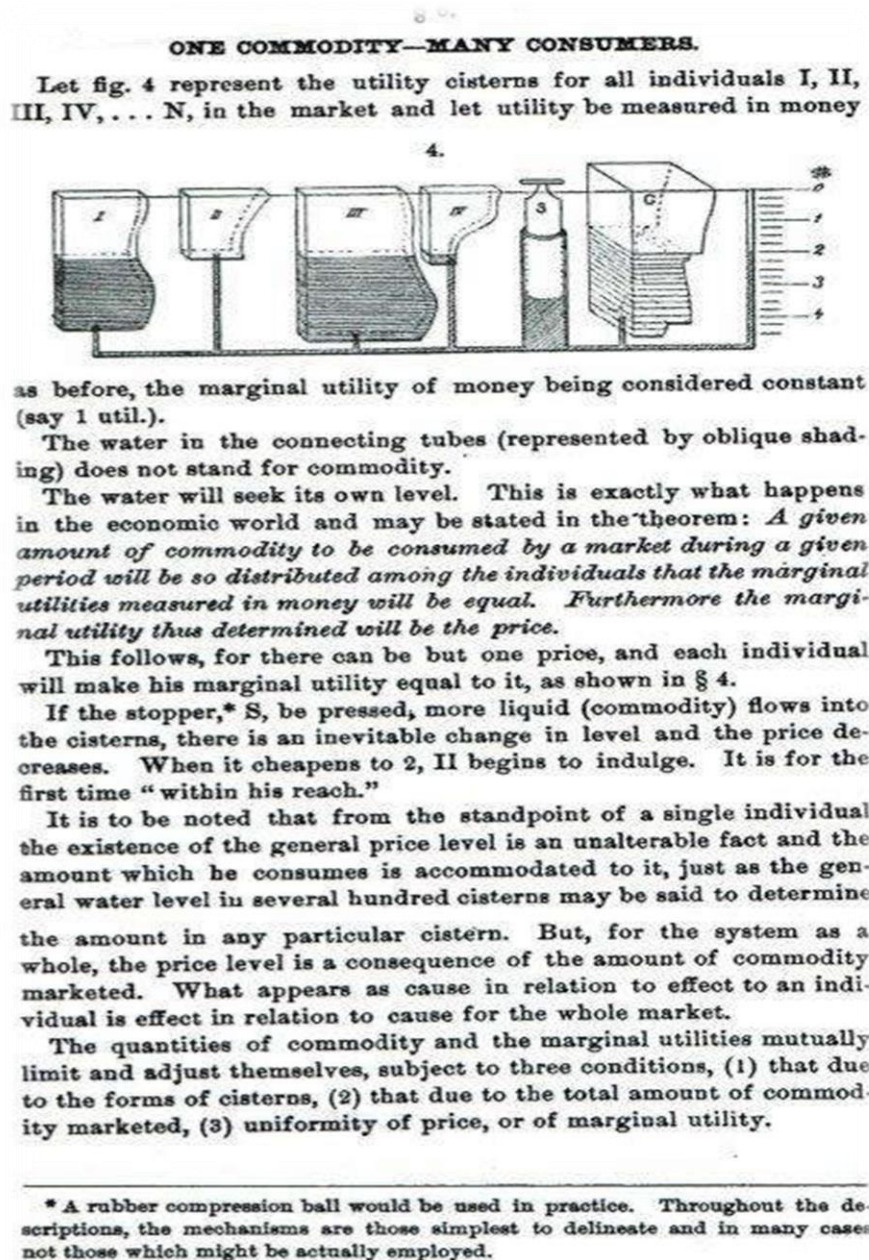 ONE COMMODITY—MANY CONSUMERS.
Let fig. 4 represent the utility cisterns for all individuals I, II,
III, IV, . . . N, in the market and let utility be measured in money
4.
I
II
III
IV
S
C
$
0
1
2
3
4
as before, the marginal utility of money being considered constant
(say 1 util.).
The water in the connecting tubes (represented by oblique shad-
ing) does not stand for commodity.
The water will seek its own level. This is exactly what happens
in the economic world and may be stated in the theorem: A given
amount of commodity to be consumed by a market during a given
period will be so distributed among the individuals that the marginal
utilities measured in money will be equal. Furthermore the margi-
nal utility thus determined will be the price.
This follows, for there can be but one price, and each individual
will make his marginal utility equal to it, as shown in § 4.
If the stopper,* S, be pressed, more liquid (commodity) flows into
the cisterns, there is an inevitable change in level and the price de-
creases. When it cheapens to 2, II begins to indulge. It is for the
first time “within his reach.”
It is to be noted that from the standpoint of a single individual
the existence of the general price level is an unalterable fact and the
amount which he consumes is accommodated to it, just as the gen-
eral water level in several hundred cisterns may be said to determine
the amount in any particular cistern. But, for the system as a
whole, the price level is a consequence of the amount of commodity
marketed. What appears as cause in relation to effect to an indi-
vidual is effect in relation to cause for the whole market.
The quantities of commodity and the marginal utilities mutually
limit and adjust themselves, subject to three conditions, (1) that due
to the forms of cisterns, (2) that due to the total amount of commod-
ity marketed, (3) uniformity of price, or of marginal utility.
* A rubber compression ball would be used in practice. Throughout the de-
scriptions, the mechanisms are those simplest to delineate and in many cases
not those which might be actually employed.